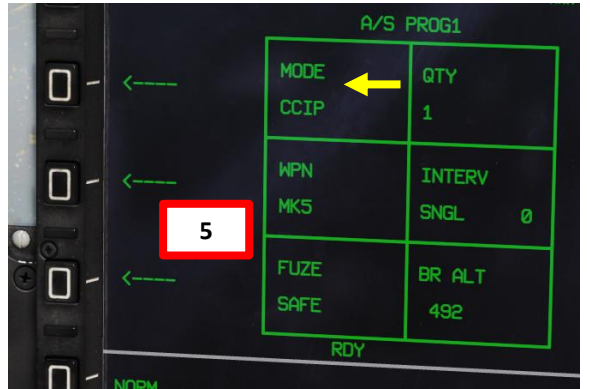 A/S PROG1
<---- MODE QTY
CCIP 1
<---- WPN INTERV
MK5 SNGL 0
5
<---- FUZE BR ALT
SAFE 492
RDY
NORM